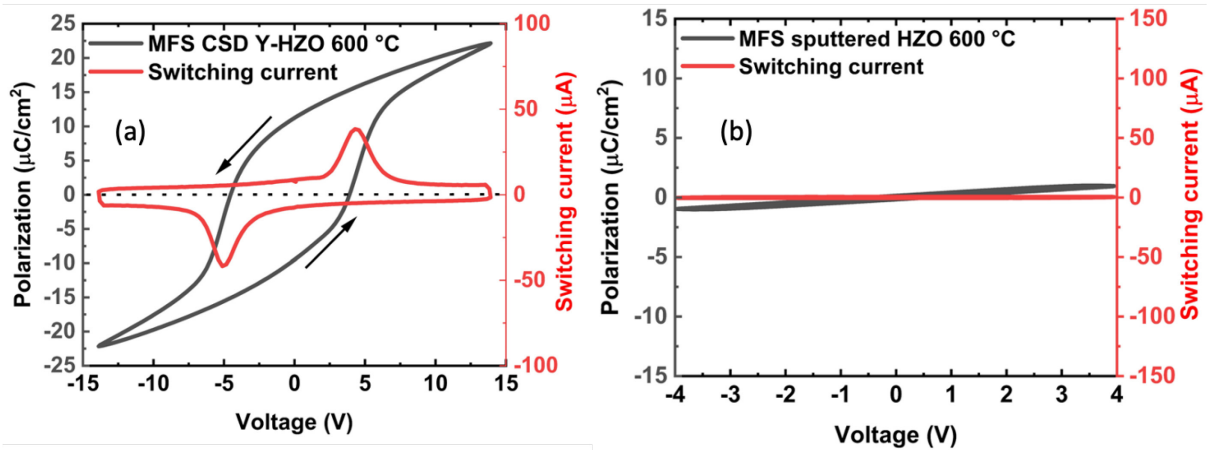 25
20
15
10
5
0
-5
-10
-15
-20
-25
Polarization (μC/cm²)
MFS CSD Y-HZO 600 °C
Switching current
(a)
100
50
0
-50
-100
Switching current (μA)
-15 -10 -5 0 5 10 15
Voltage (V)
15
10
5
0
-5
-10
-15
Polarization (μC/cm²)
MFS sputtered HZO 600 °C
Switching current
(b)
150
100
50
0
-50
-100
-150
Switching current (μA)
-4 -3 -2 -1 0 1 2 3 4
Voltage (V)